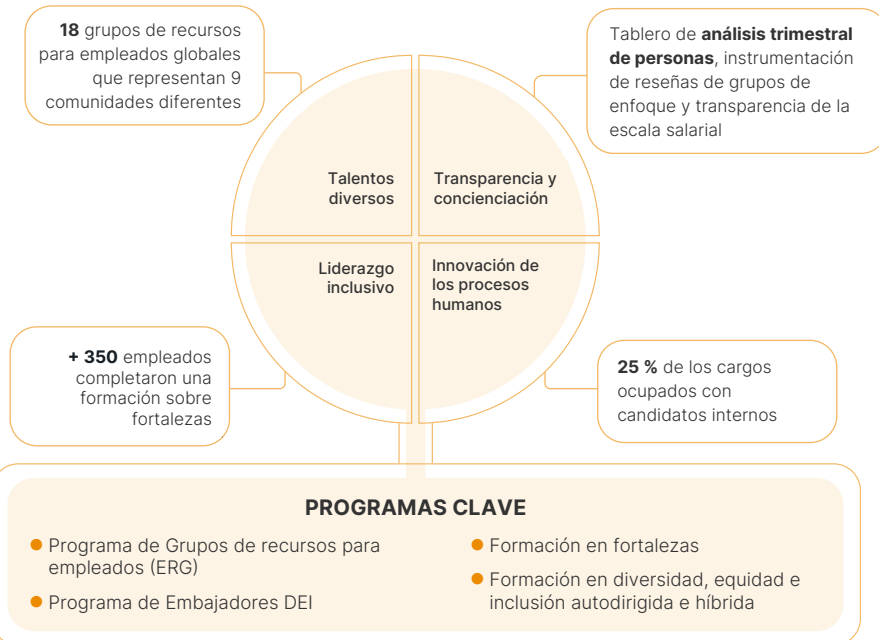 18 grupos de recursos
para empleados globales
que representan 9
comunidades diferentes
Tablero de análisis trimestral
de personas, instrumentación
de reseñas de grupos de
enfoque y transparencia de la
escala salarial
Talentos
diversos
Transparencia y
concienciación
Liderazgo
inclusivo
Innovación de
los procesos
humanos
+ 350 empleados
completaron una
formación sobre
fortalezas
25 % de los cargos
ocupados con
candidatos internos
PROGRAMAS CLAVE
Programa de Grupos de recursos para
empleados (ERG)
Programa de Embajadores DEI
Formación en fortalezas
Formación en diversidad, equidad e
inclusión autodirigida e híbrida